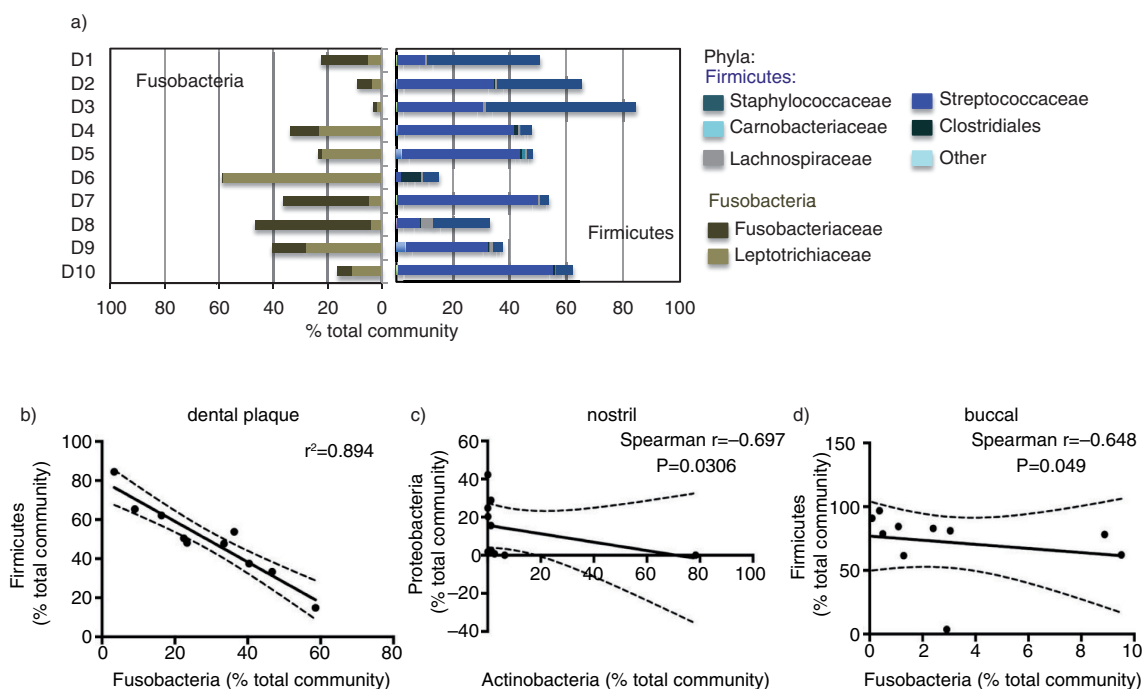 a)
D1
D2
D3
D4
D5
D6
D7
D8
D9
D10
Fusobacteria
Firmicutes
100 80 60 40 20 0
20 40 60 80 100
% total community
Phyla:
Firmicutes:
Staphylococcaceae
Streptococcaceae
Carnobacteriaceae
Clostridiales
Lachnospiraceae
Other
Fusobacteria
Fusobacteriaceae
Leptotrichiaceae
b)
dental plaque
r²=0.894
Firmicutes
(% total community)
100
80
60
40
20
0
0 20 40 60 80
Fusobacteria (% total community)
c)
nostril
Spearman r=−0.697
P=0.0306
Proteobacteria
(% total community)
60
40
20
0
−20
−40
20 40 60 80 100
Actinobacteria (% total community)
d)
buccal
Spearman r=−0.648
P=0.049
Firmicutes
(% total community)
150
100
50
0
0 2 4 6 8 10
Fusobacteria (% total community)